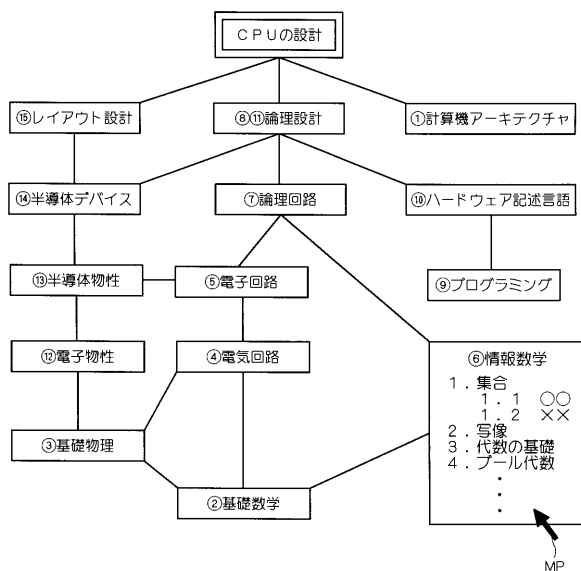 CPUの設計
⑮レイアウト設計
⑧⑪論理設計
①計算機アーキテクチャ
⑭半導体デバイス
⑦論理回路
⑩ハードウェア記述言語
⑬半導体物性
⑤電子回路
⑨プログラミング
⑫電子物性
④電気回路
⑥情報数学
1.集合
1.1 ○○
1.2 ××
2.写像
3.代数の基礎
4.ブール代数
・
・
・
③基礎物理
②基礎数学
MP